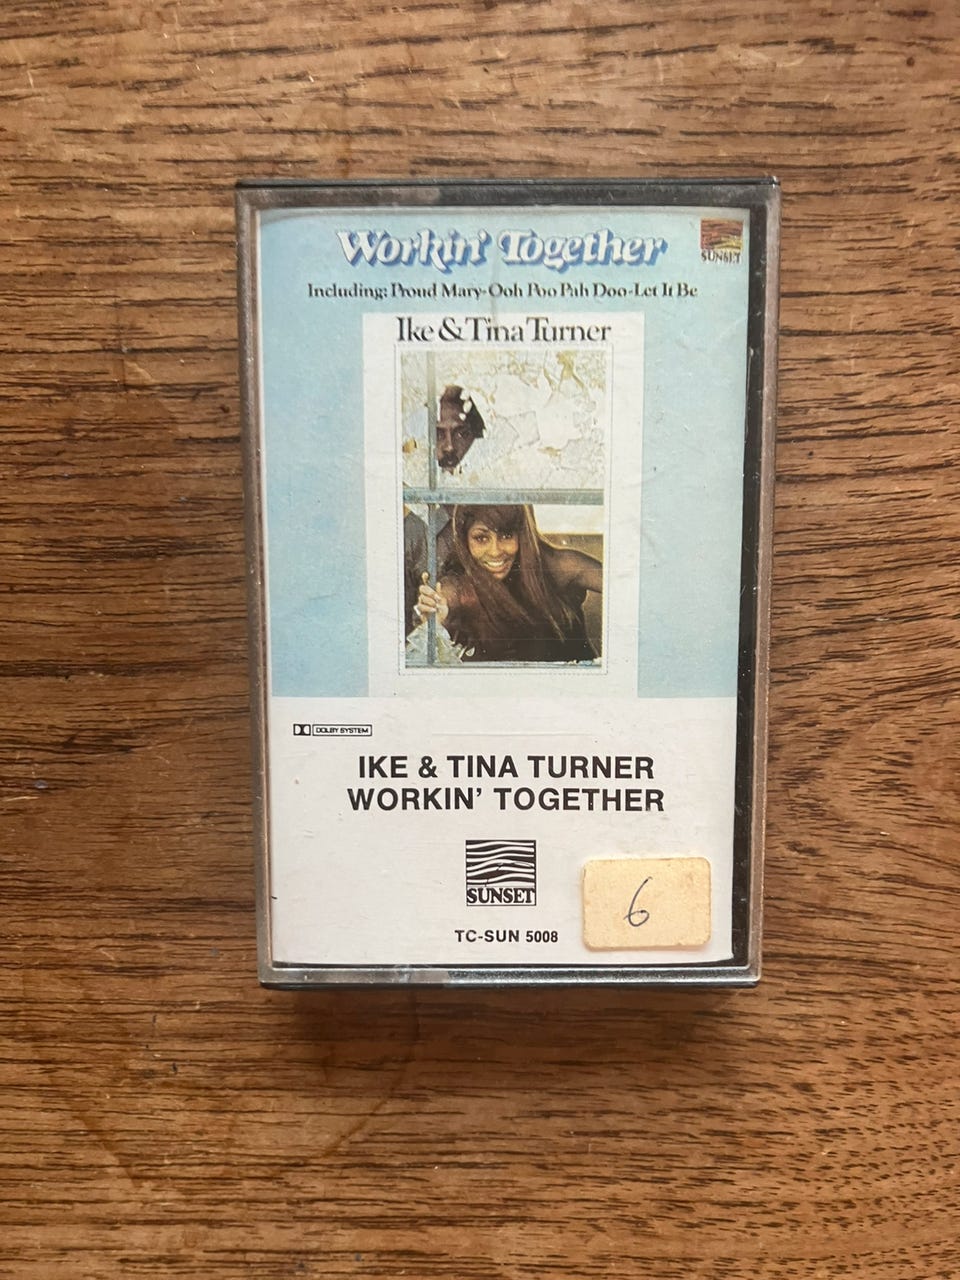 Workin' Together
SUNSET
Including: Proud Mary-Ooh Poo Pah Doo-Let It Be
Ike & Tina Turner
DOLBY SYSTEM
IKE & TINA TURNER
WORKIN' TOGETHER
SUNSET
6
TC-SUN 5008